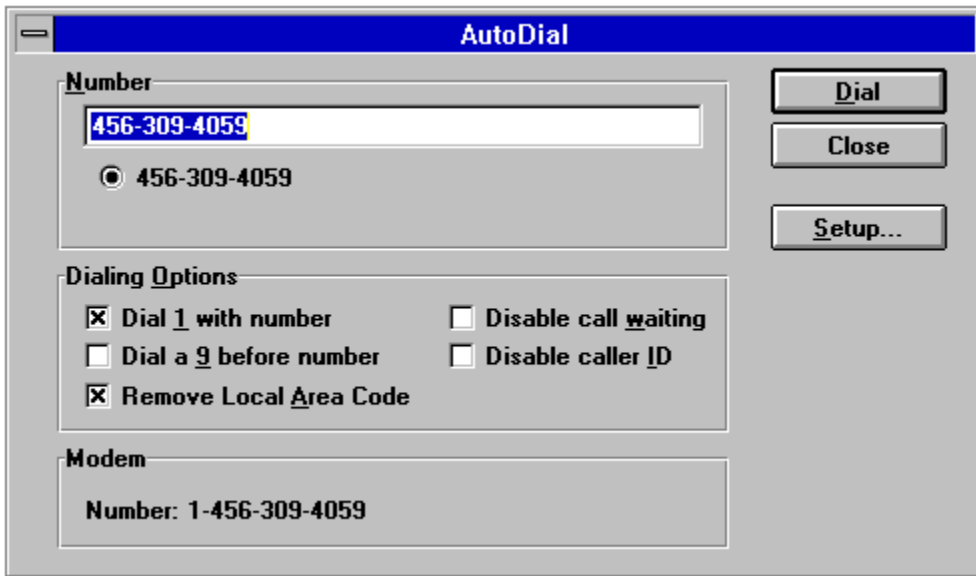 AutoDial
Number
456-309-4059
456-309-4059
Dial
Close
Setup...
Dialing Options
Dial 1 with number
Disable call waiting
Dial a 9 before number
Disable caller ID
Remove Local Area Code
Modem
Number: 1-456-309-4059